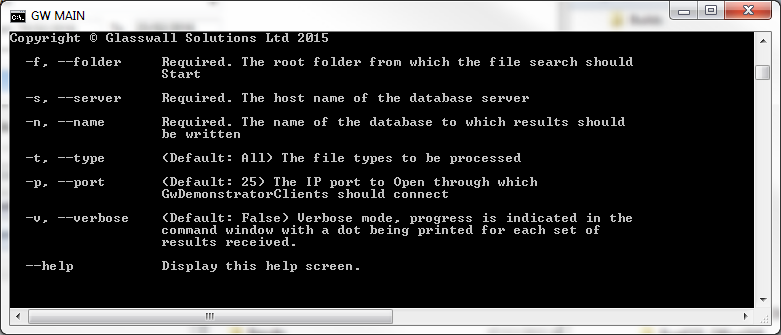 GW MAIN
Copyright © Glasswall Solutions Ltd 2015
-f, --folder Required. The root folder from which the file search should
Start
-s, --server Required. The host name of the database server
-n, --name Required. The name of the database to which results should
be written
-t, --type (Default: All) The file types to be processed
-p, --port (Default: 25) The IP port to Open through which
GwDemonstratorClients should connect
-v, --verbose (Default: False) Verbose mode, progress is indicated in the
command window with a dot being printed for each set of
results received.
--help Display this help screen.